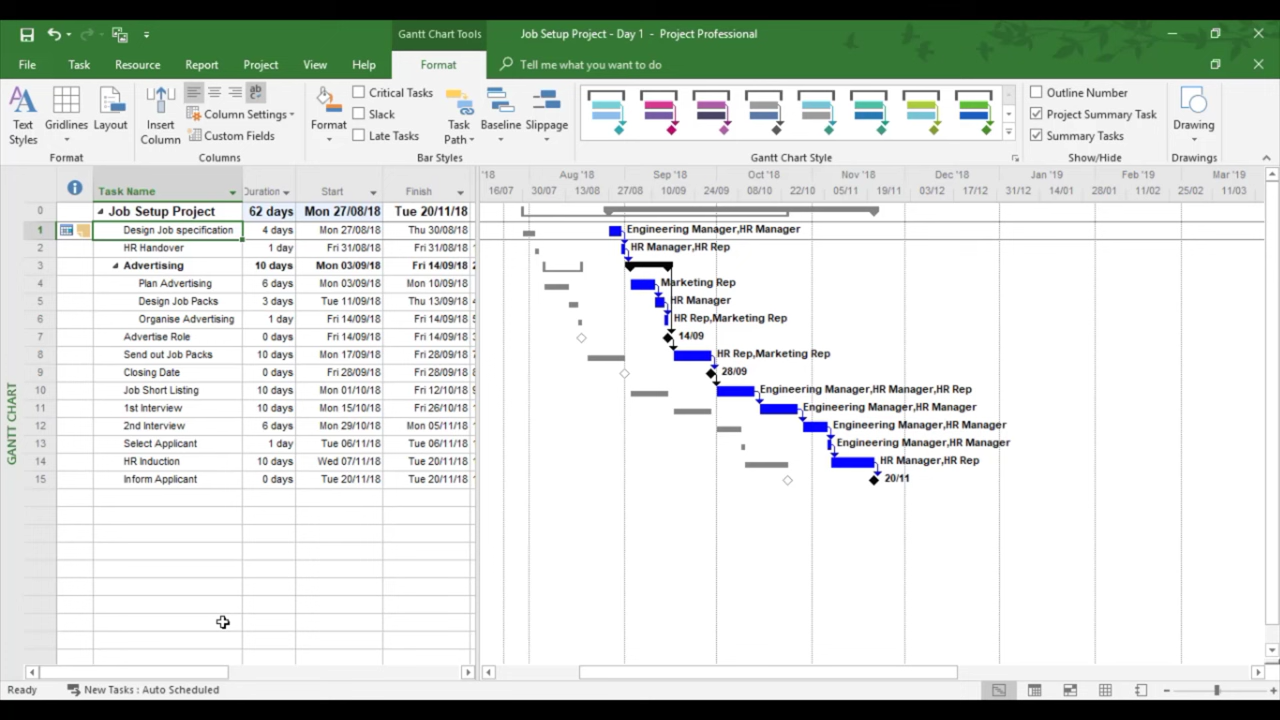 Gantt Chart Tools
Job Setup Project - Day 1 - Project Professional
File Task Resource Report Project View Help Format Tell me what you want to do
Text Styles
Gridlines
Layout
Format
Insert Column
Column Settings
Custom Fields
Columns
Format
Critical Tasks
Slack
Late Tasks
Task Path
Baseline
Slippage
Bar Styles
Gantt Chart Style
Outline Number
Project Summary Task
Summary Tasks
Show/Hide
Drawing
Drawings
Task Name Duration Start Finish
'18 Aug '18 Sep '18 Oct '18 Nov '18 Dec '18 Jan '19 Feb '19 Mar '19
16/07 30/07 13/08 27/08 10/09 24/09 08/10 22/10 05/11 19/11 03/12 17/12 31/12 14/01 28/01 11/02 25/02 11/03
0 Job Setup Project 62 days Mon 27/08/18 Tue 20/11/18
1 Design Job specification 4 days Mon 27/08/18 Thu 30/08/18 Engineering Manager,HR Manager
2 HR Handover 1 day Fri 31/08/18 Fri 31/08/18 1 HR Manager,HR Rep
3 Advertising 10 days Mon 03/09/18 Fri 14/09/18 2
4 Plan Advertising 6 days Mon 03/09/18 Mon 10/09/18 Marketing Rep
5 Design Job Packs 3 days Tue 11/09/18 Thu 13/09/18 4 HR Manager
6 Organise Advertising 1 day Fri 14/09/18 Fri 14/09/18 5 HR Rep,Marketing Rep
7 Advertise Role 0 days Fri 14/09/18 Fri 14/09/18 3 14/09
8 Send out Job Packs 10 days Mon 17/09/18 Fri 28/09/18 7 HR Rep,Marketing Rep
9 Closing Date 0 days Fri 28/09/18 Fri 28/09/18 8 28/09
10 Job Short Listing 10 days Mon 01/10/18 Fri 12/10/18 9 Engineering Manager,HR Manager,HR Rep
11 1st Interview 10 days Mon 15/10/18 Fri 26/10/18 1 Engineering Manager,HR Manager
12 2nd Interview 6 days Mon 29/10/18 Mon 05/11/18 1 Engineering Manager,HR Manager
13 Select Applicant 1 day Tue 06/11/18 Tue 06/11/18 1 Engineering Manager,HR Manager
14 HR Induction 10 days Wed 07/11/18 Tue 20/11/18 1 HR Manager,HR Rep
15 Inform Applicant 0 days Tue 20/11/18 Tue 20/11/18 1 20/11
GANTT CHART
Ready New Tasks : Auto Scheduled